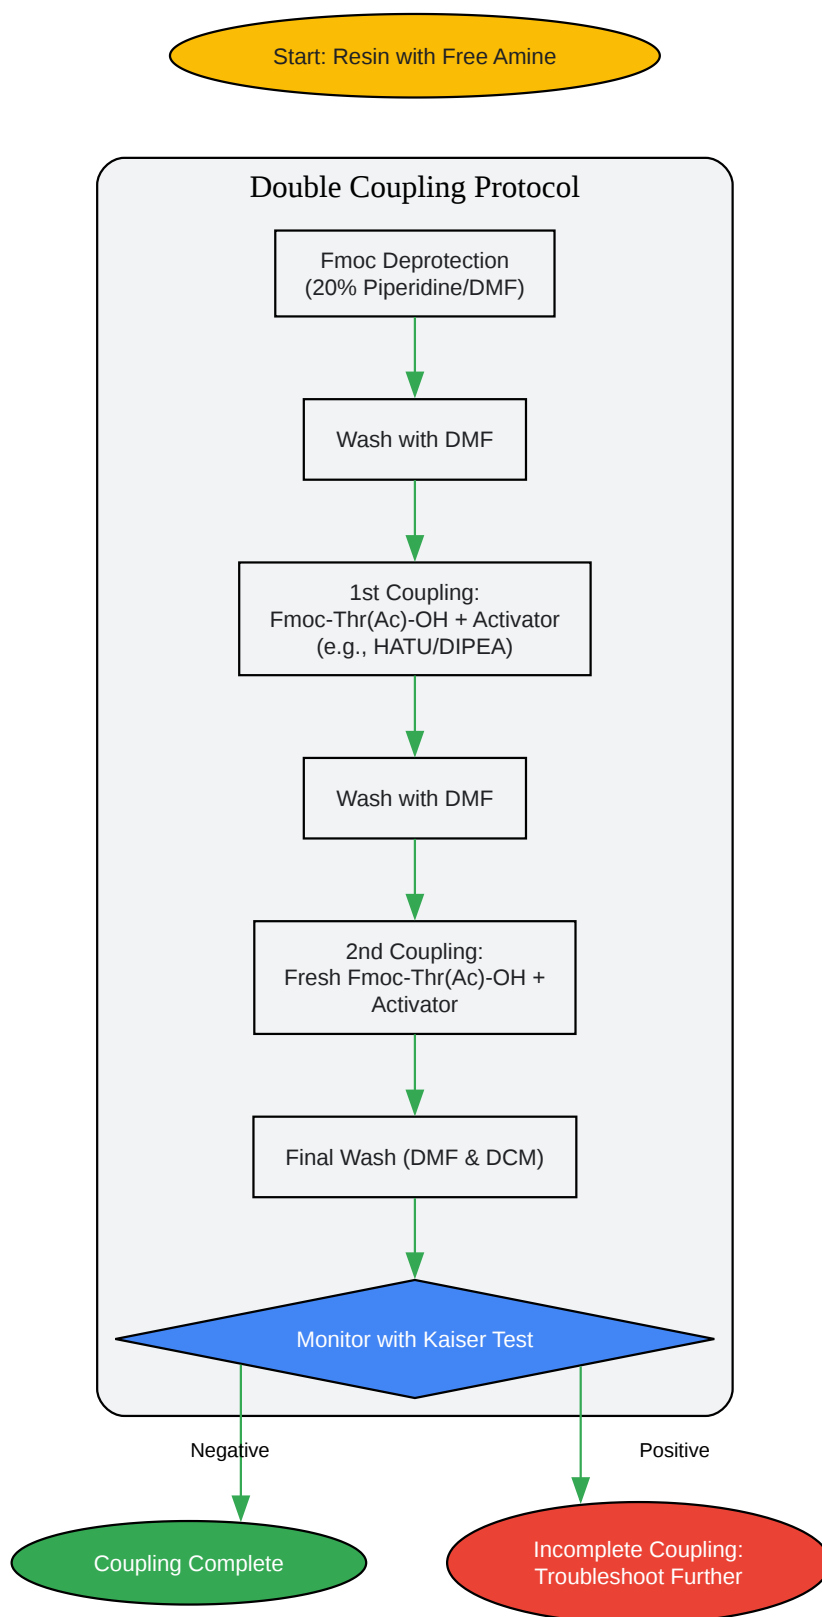 Start: Resin with Free Amine
Double Coupling Protocol
Fmoc Deprotection
(20% Piperidine/DMF)
Wash with DMF
1st Coupling:
Fmoc-Thr(Ac)-OH + Activator
(e.g., HATU/DIPEA)
Wash with DMF
2nd Coupling:
Fresh Fmoc-Thr(Ac)-OH +
Activator
Final Wash (DMF & DCM)
Monitor with Kaiser Test
Negative
Positive
Coupling Complete
Incomplete Coupling:
Troubleshoot Further